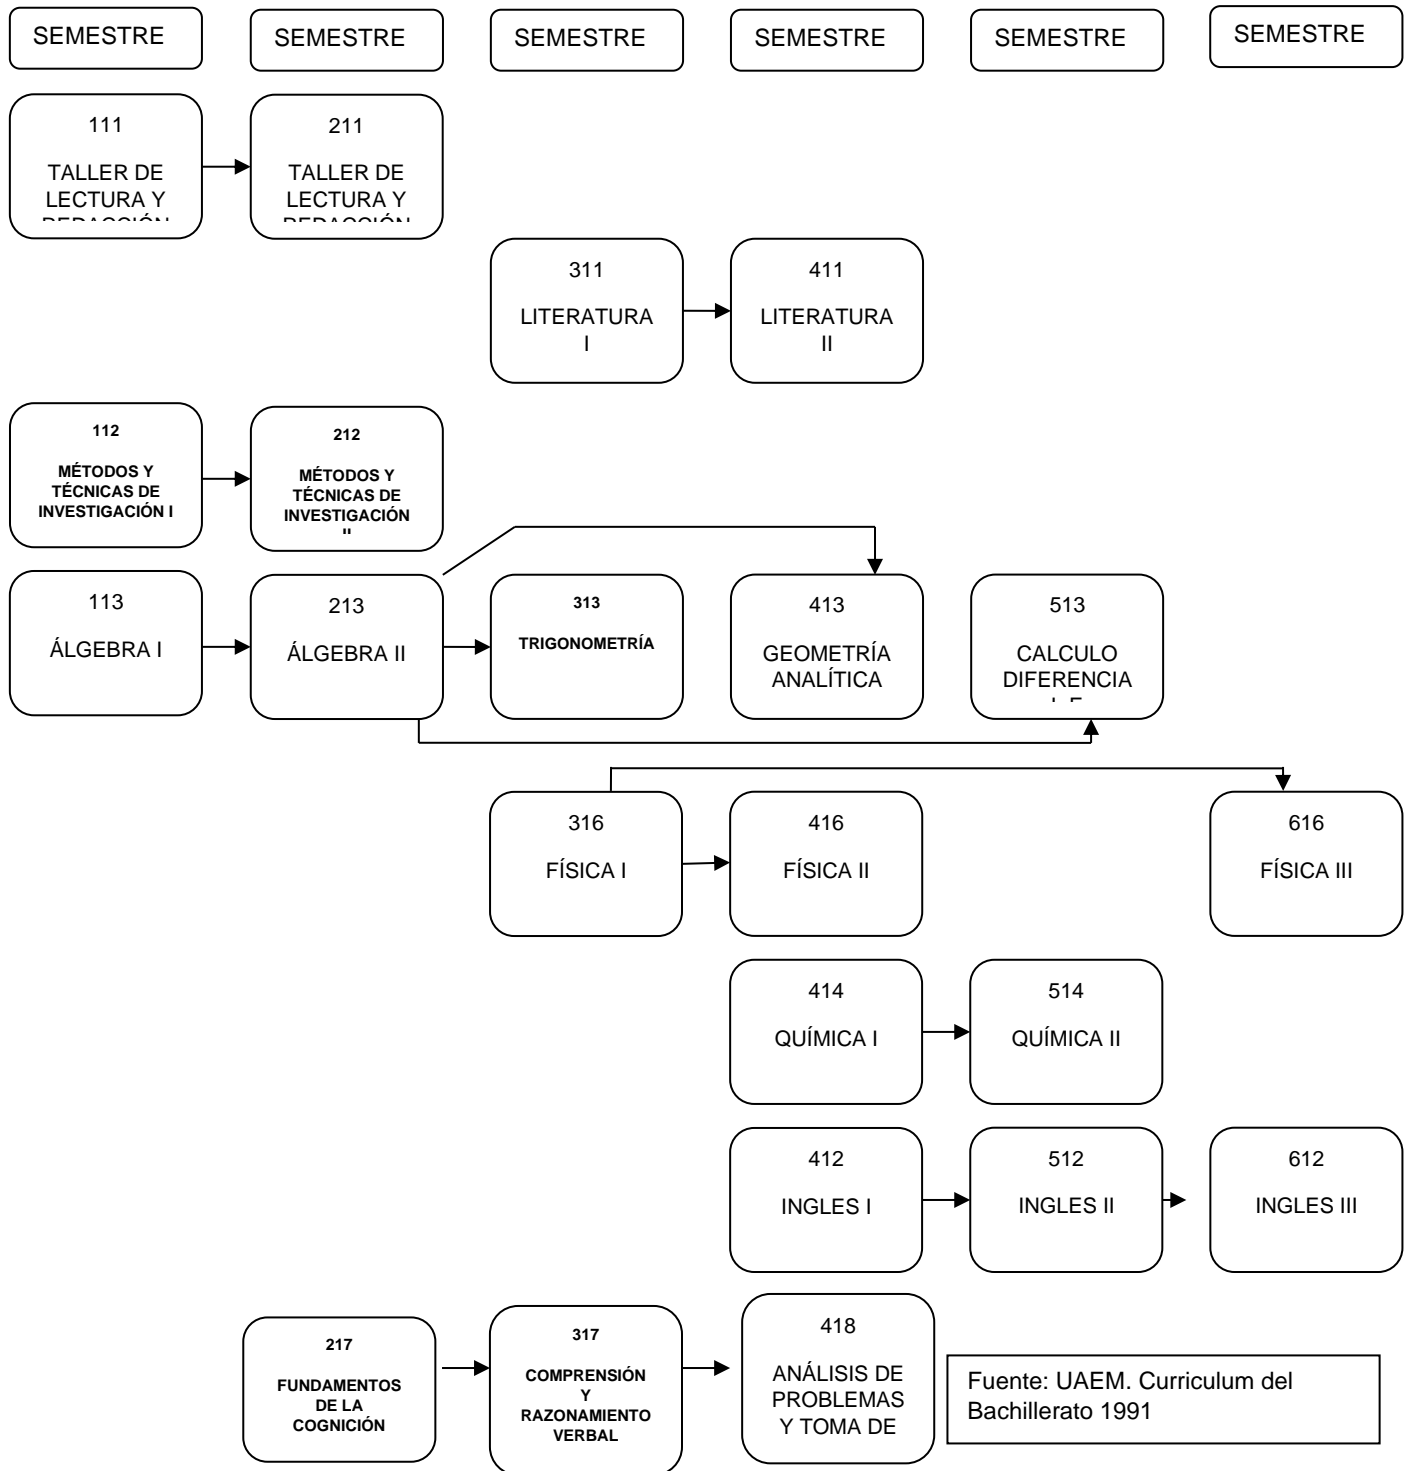 SEMESTRE
SEMESTRE
SEMESTRE
SEMESTRE
SEMESTRE
SEMESTRE
111
TALLER DE
LECTURA Y
REDACCIÓN
211
TALLER DE
LECTURA Y
REDACCIÓN
311
LITERATURA
I
411
LITERATURA
II
112
MÉTODOS Y
TÉCNICAS DE
INVESTIGACIÓN I
212
MÉTODOS Y
TÉCNICAS DE
INVESTIGACIÓN
II
113
ÁLGEBRA I
213
ÁLGEBRA II
313
TRIGONOMETRÍA
413
GEOMETRÍA
ANALÍTICA
513
CALCULO
DIFERENCIA
316
FÍSICA I
416
FÍSICA II
616
FÍSICA III
414
QUÍMICA I
514
QUÍMICA II
412
INGLES I
512
INGLES II
612
INGLES III
217
FUNDAMENTOS
DE LA
COGNICIÓN
317
COMPRENSIÓN
Y
RAZONAMIENTO
VERBAL
418
ANÁLISIS DE
PROBLEMAS
Y TOMA DE
Fuente: UAEM. Curriculum del
Bachillerato 1991